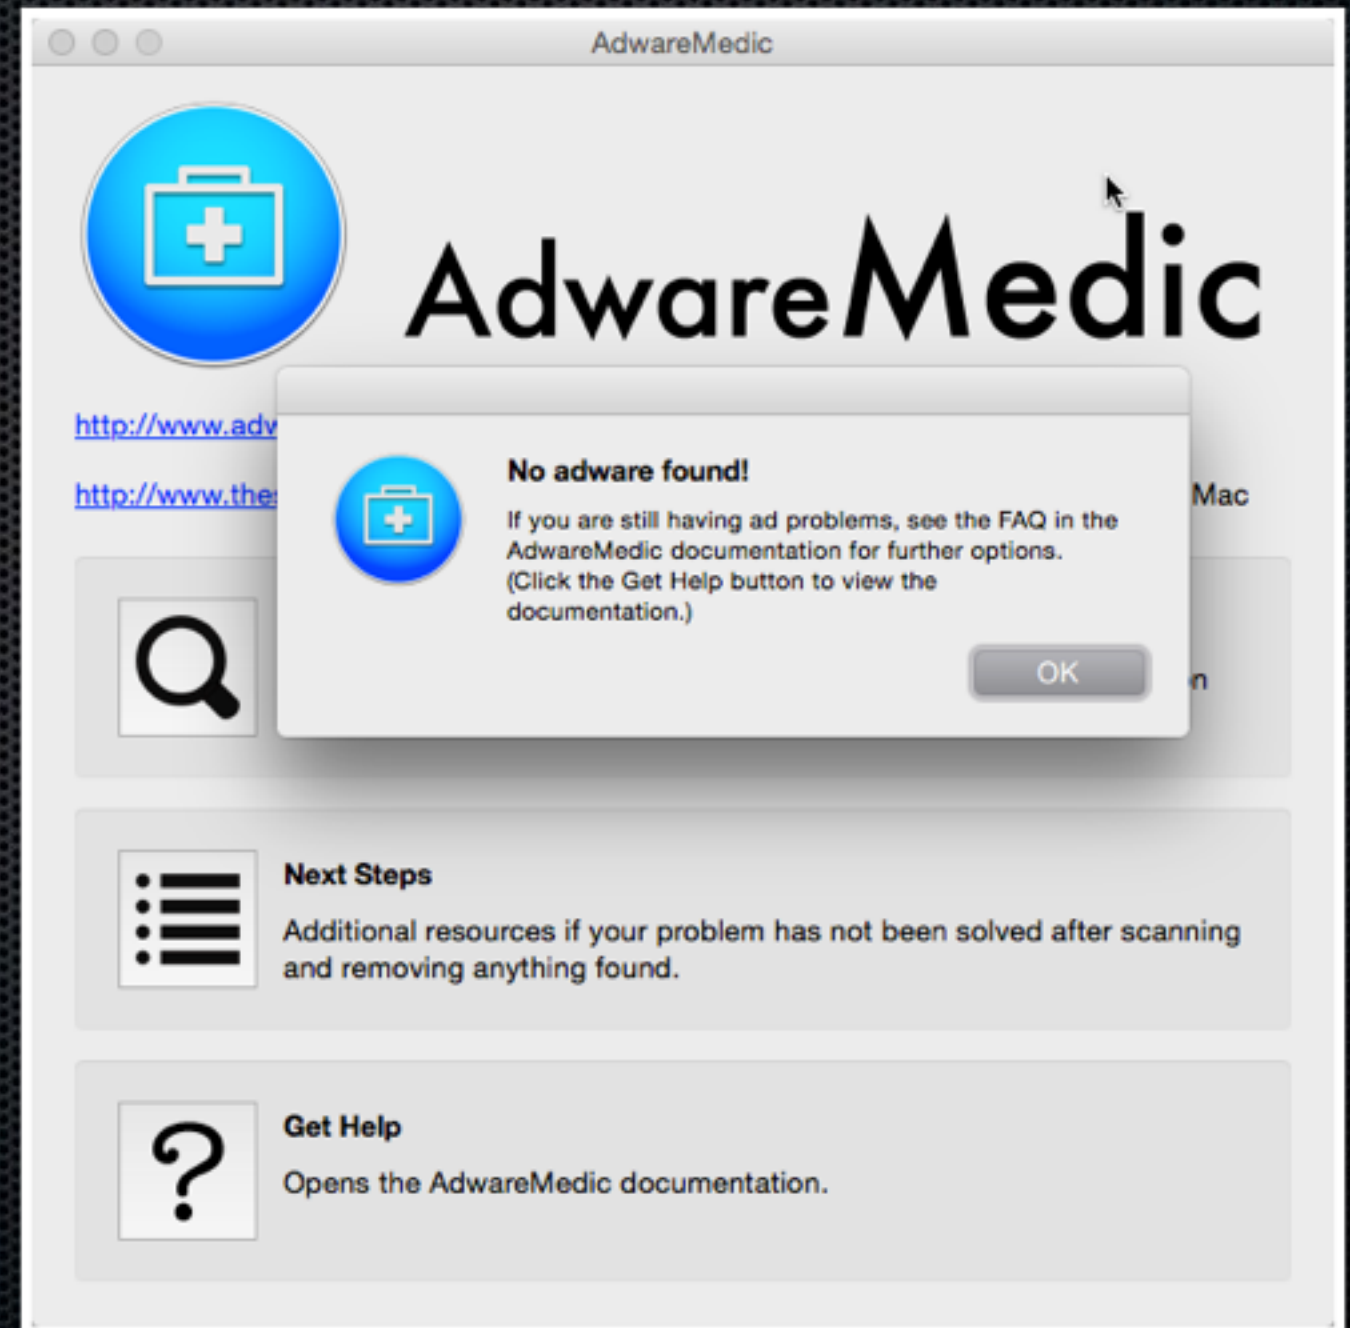 AdwareMedic
AdwareMedic
http://www.adw
http://www.thes
Mac
No adware found!
If you are still having ad problems, see the FAQ in the
AdwareMedic documentation for further options.
(Click the Get Help button to view the
documentation.)
OK
Next Steps
Additional resources if your problem has not been solved after scanning
and removing anything found.
Get Help
Opens the AdwareMedic documentation.